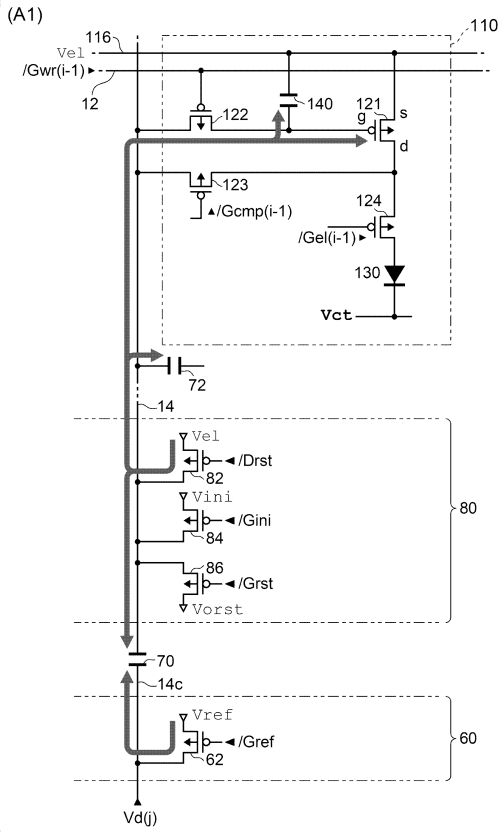 (A1)
116
110
Vel
/Gwr(i-1)
12
122
140
121
g
s
d
123
/Gcmp(i-1)
124
/Gel(i-1)
130
Vct
72
14
Vel
/Drst
82
Vini
/Gini
84
80
86
/Grst
Vorst
70
14c
Vref
/Gref
62
60
Vd(j)